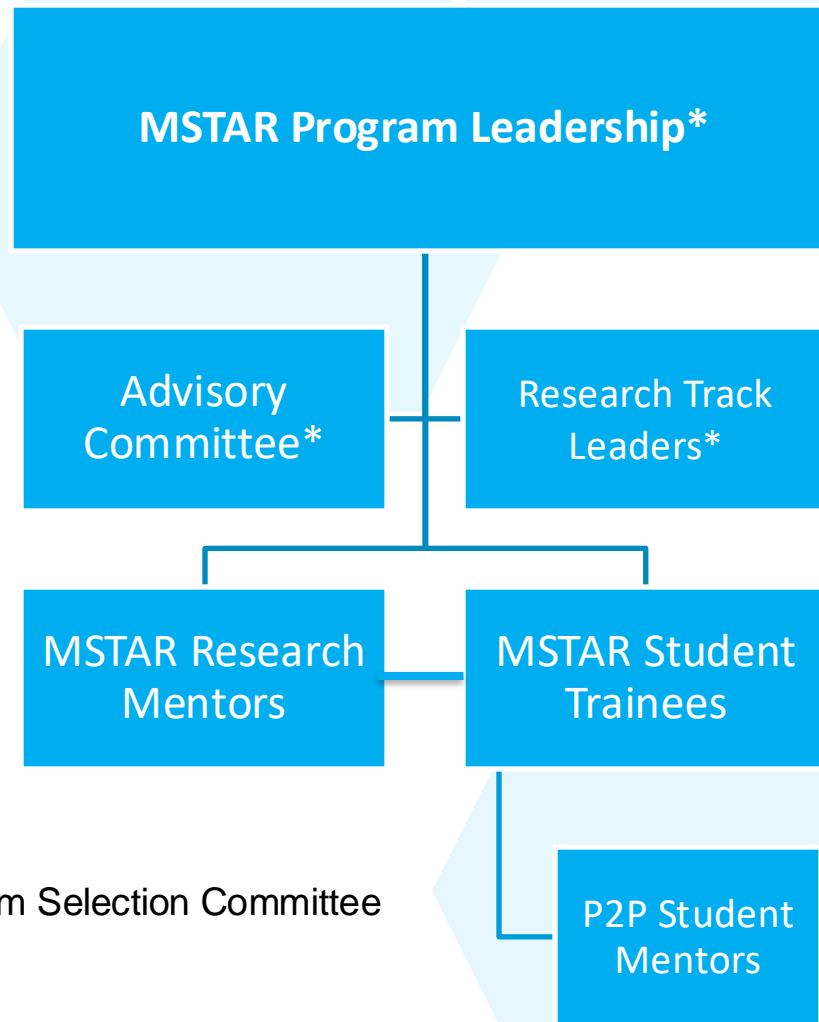 MSTAR Program Leadership*
Advisory
Committee*
Research Track
Leaders*
MSTAR Research
Mentors
MSTAR Student
Trainees
m Selection Committee
P2P Student
Mentors